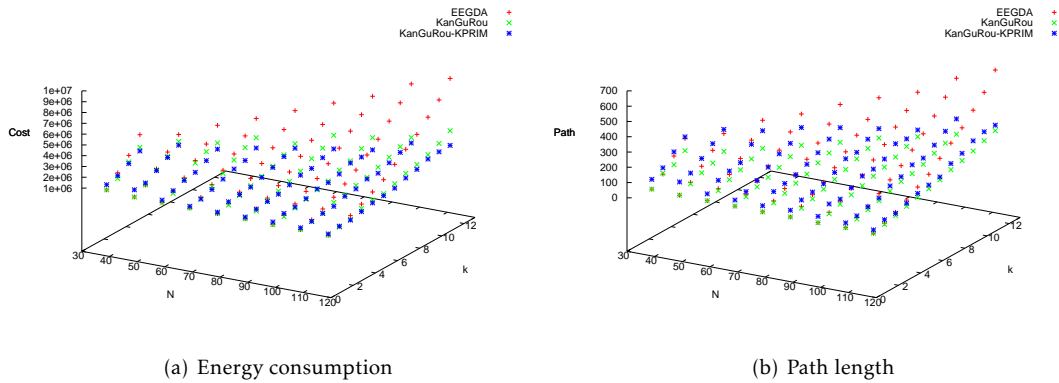 EEGDA
KanGuRou
KanGuRou-KPRIM
1e+07
9e+06
8e+06
7e+06
6e+06
5e+06
4e+06
3e+06
2e+06
1e+06
Cost
30
40
50
60
70
80
90
100
110
120
N
0
2
4
6
8
10
12
k
(a) Energy consumption
EEGDA
KanGuRou
KanGuRou-KPRIM
700
600
500
400
300
200
100
0
Path
30
40
50
60
70
80
90
100
110
120
N
0
2
4
6
8
10
12
k
(b) Path length